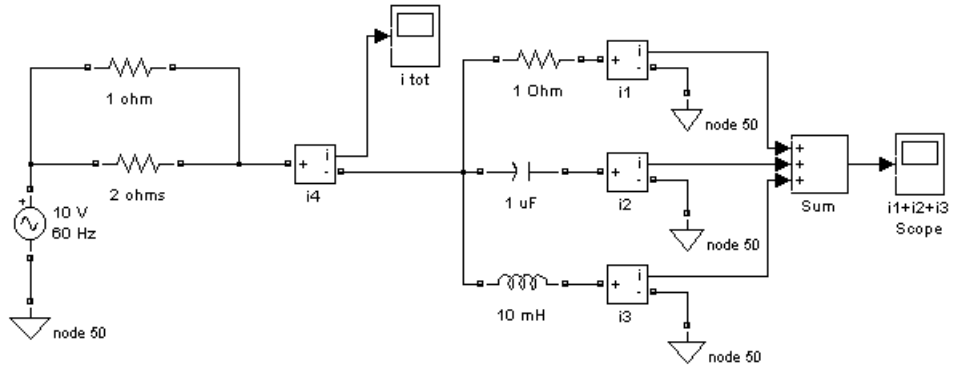 i tot
1 ohm
2 ohms
+
10 V
60 Hz
node 50
+
i
-
i4
1 Ohm
+
i
-
i1
node 50
1 uF
+
i
-
i2
node 50
10 mH
+
i
-
i3
node 50
+
+
+
Sum
i1+i2+i3
Scope